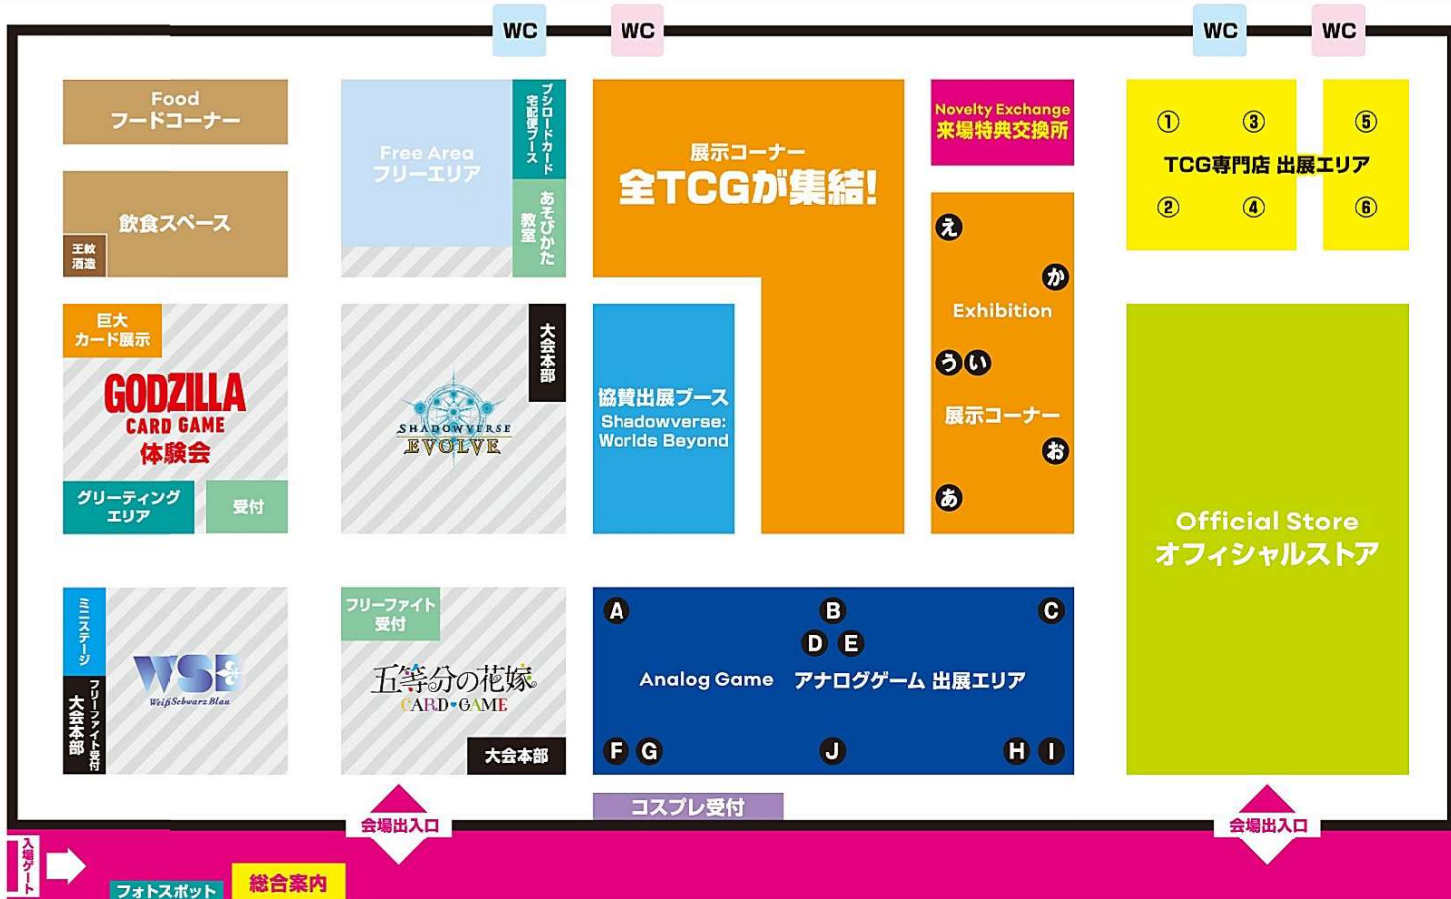 WC
WC
WC
WC
Food
フードコーナー
飲食スペース
王紋
酒造
Free Area
フリーエリア
ブシロードカード
宅配便ブース
あそびかた
教室
展示コーナー
全TCGが集結!
Novelty Exchange
来場特典交換所
①
③
⑤
TCG専門店 出展エリア
②
④
⑥
え
か
Exhibition
う い
展示コーナー
お
あ
巨大
カード展示
GODZILLA
CARD GAME
体験会
グリーティング
エリア
受付
大会本部
SHADOWVERSE
EVOLVE
協賛出展ブース
Shadowverse:
Worlds Beyond
Official Store
オフィシャルストア
ミニステージ
フリーファイト受付
大会本部
WSB
Weiß Schwarz Blau
フリーファイト
受付
五等分の花嫁
CARD GAME
大会本部
A
B
C
D E
Analog Game アナログゲーム 出展エリア
F G
J
H I
コスプレ受付
会場出入口
会場出入口
入場ゲート
フォトスポット
総合案内